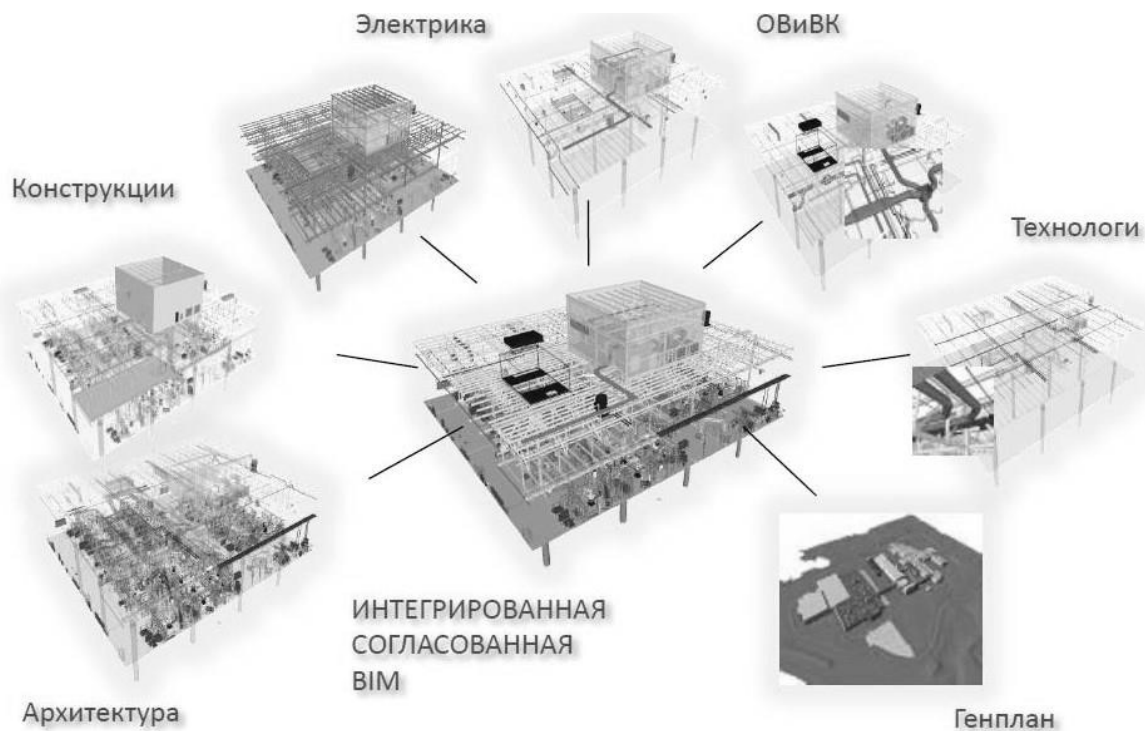 Электрика
ОВиВК
Конструкции
Технологи
ИНТЕГРИРОВАННАЯ
СОГЛАСОВАННАЯ
BIM
Архитектура
Генплан